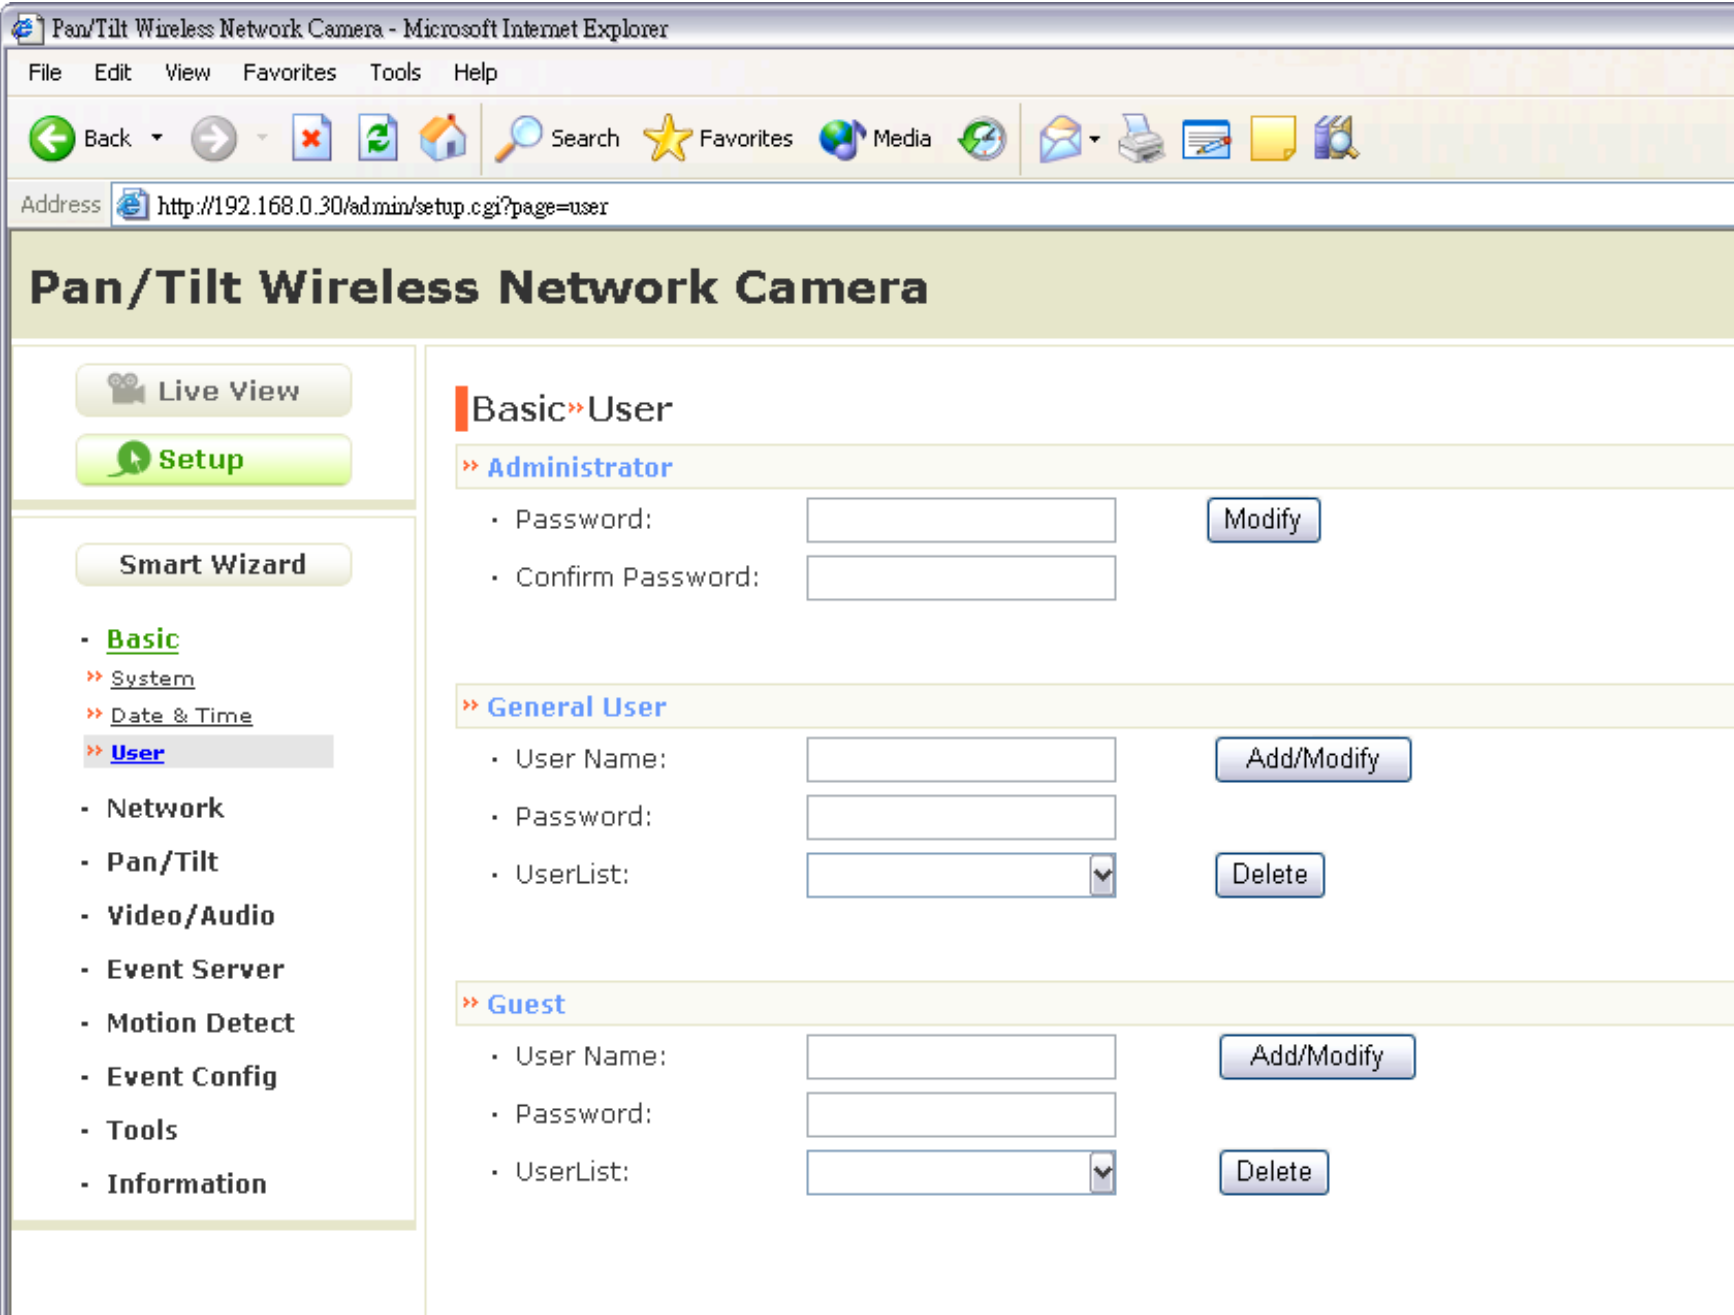 Pan/Tilt Wireless Network Camera - Microsoft Internet Explorer
File Edit View Favorites Tools Help
Back Search Favorites Media
Address http://192.168.0.30/admin/setup.cgi?page=user
Pan/Tilt Wireless Network Camera
Live View
Setup
Smart Wizard
- Basic
» System
» Date & Time
» User
- Network
- Pan/Tilt
- Video/Audio
- Event Server
- Motion Detect
- Event Config
- Tools
- Information
Basic»User
» Administrator
· Password: Modify
· Confirm Password:
» General User
· User Name: Add/Modify
· Password:
· UserList: Delete
» Guest
· User Name: Add/Modify
· Password:
· UserList: Delete